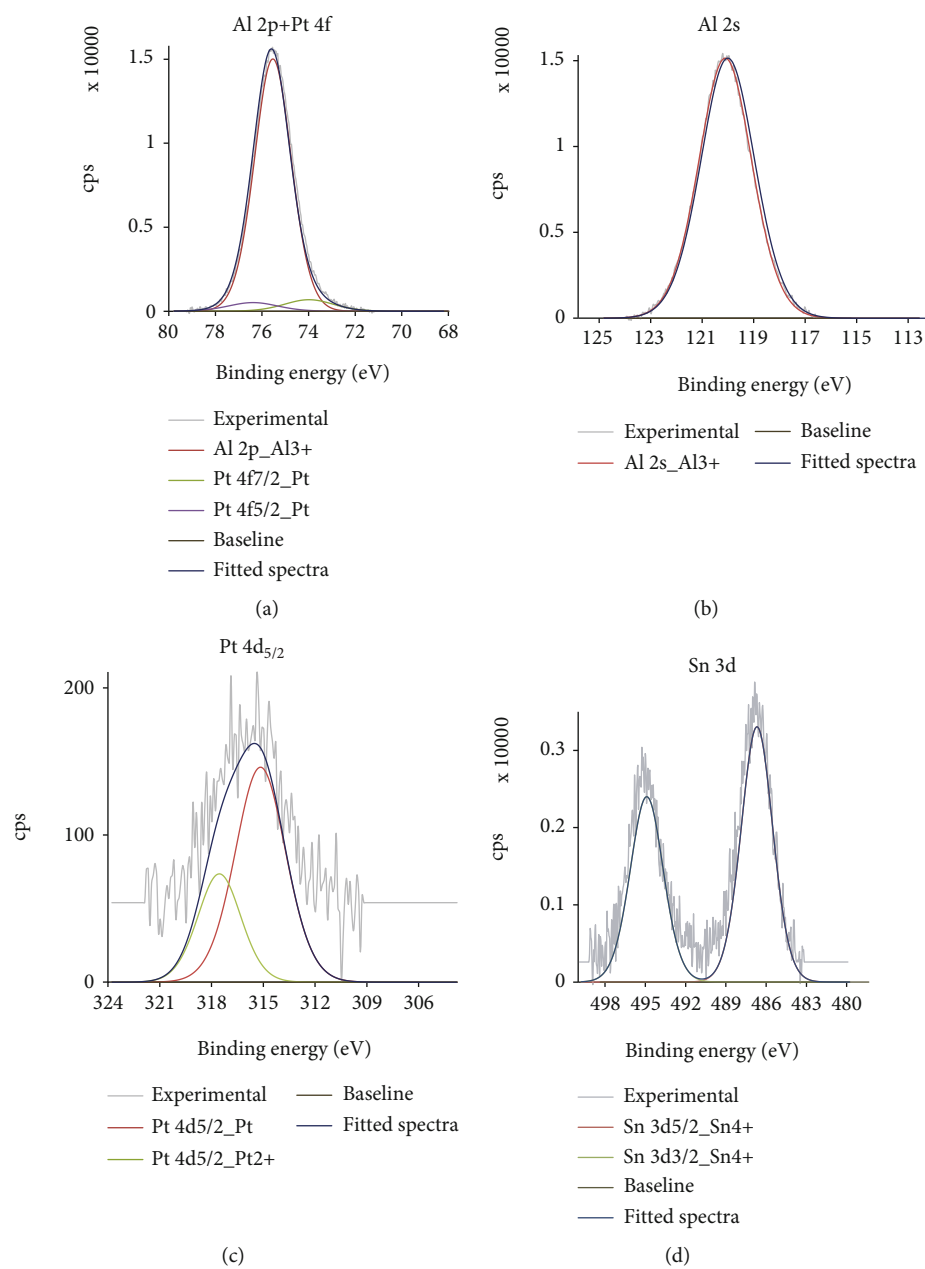 Al 2p+Pt 4f
x 10000
cps
1.5
1
0.5
0
80 78 76 74 72 70 68
Binding energy (eV)
Experimental
Al 2p_Al3+
Pt 4f7/2_Pt
Pt 4f5/2_Pt
Baseline
Fitted spectra
(a)
Al 2s
x 10000
cps
1.5
1
0.5
0
125 123 121 119 117 115 113
Binding energy (eV)
Experimental Baseline
Al 2s_Al3+ Fitted spectra
(b)
Pt 4d5/2
cps
200
100
0
324 321 318 315 312 309 306
Binding energy (eV)
Experimental Baseline
Pt 4d5/2_Pt Fitted spectra
Pt 4d5/2_Pt2+
(c)
Sn 3d
x 10000
cps
0.3
0.2
0.1
0
498 495 492 489 486 483 480
Binding energy (eV)
Experimental
Sn 3d5/2_Sn4+
Sn 3d3/2_Sn4+
Baseline
Fitted spectra
(d)